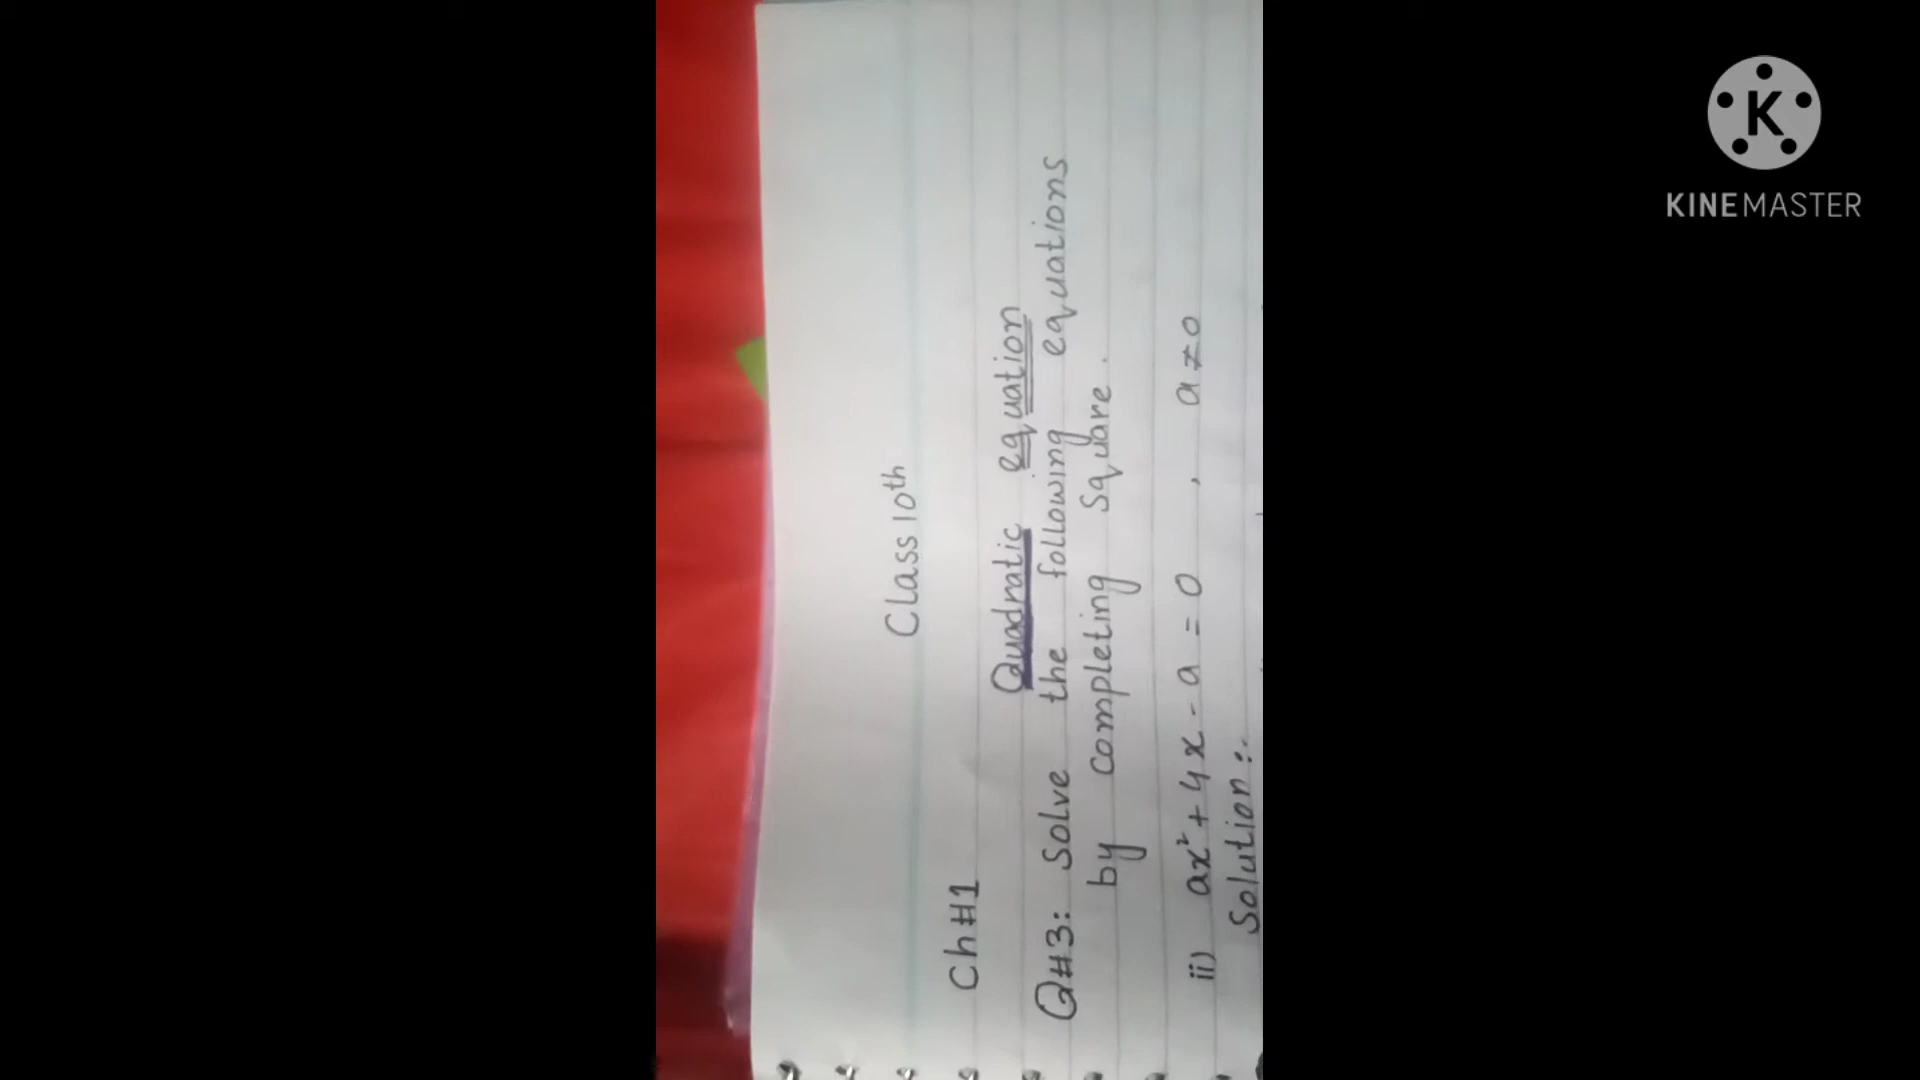 Class 10th
Ch#1
Quadratic equation
Q#3: Solve the following equations
by completing square.
ii) ax²+4x-a=0 , a≠0
Solution:-
K
KINEMASTER